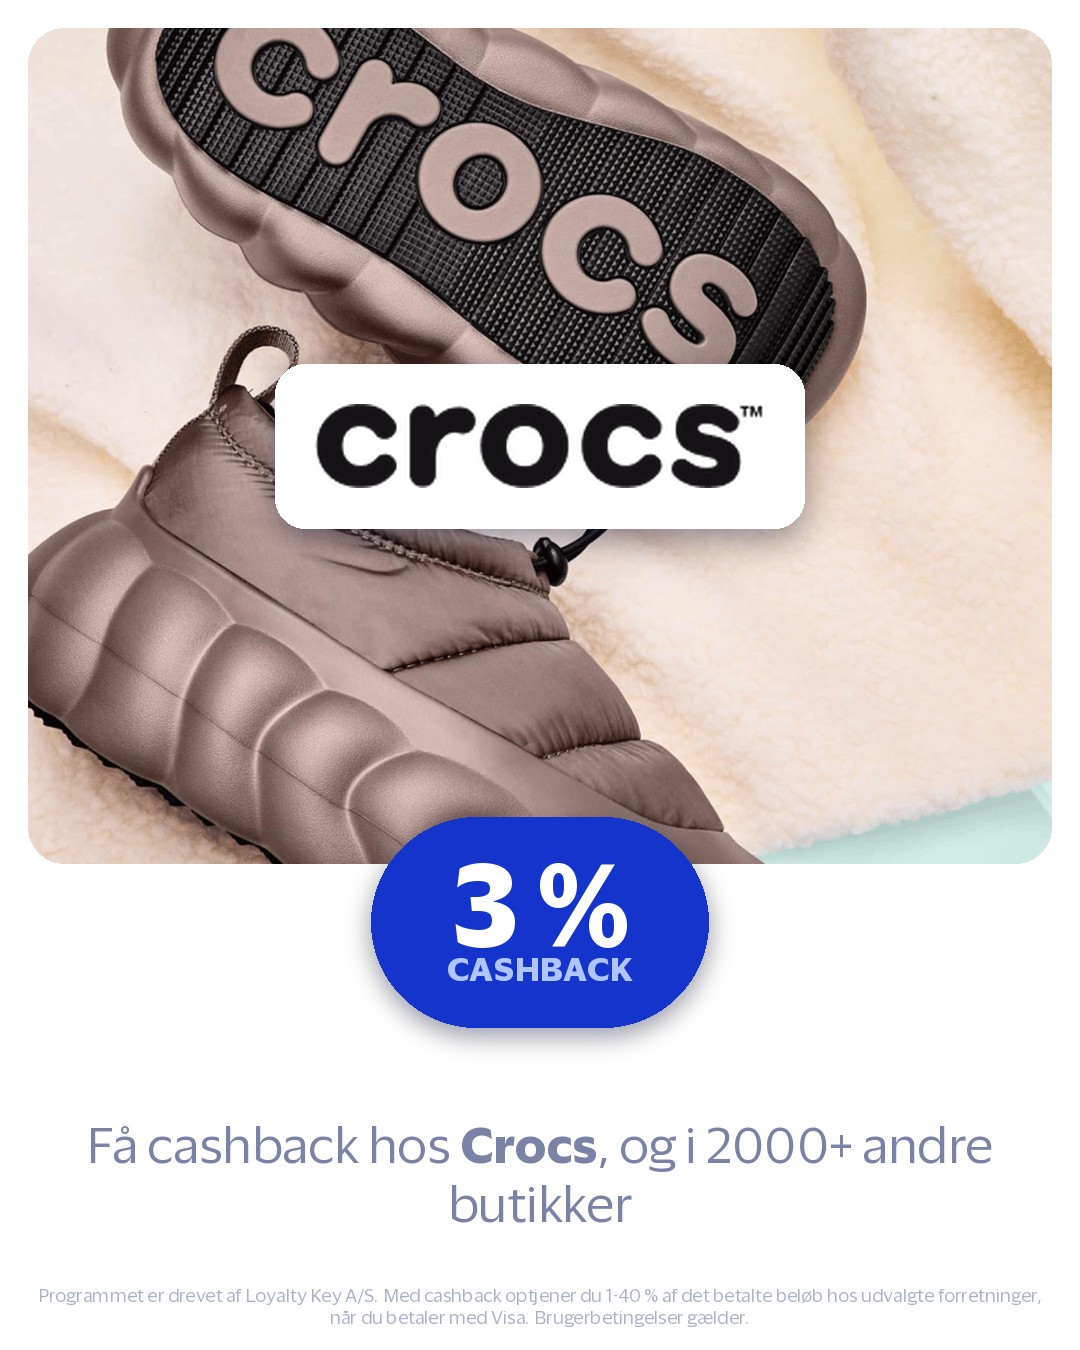 crocs
crocs™
3 %
CASHBACK
Få cashback hos Crocs, og i 2000+ andre
butikker
Programmet er drevet af Loyalty Key A/S. Med cashback optjener du 1-40 % af det betalte beløb hos udvalgte forretninger,
når du betaler med Visa. Brugerbetingelser gælder.